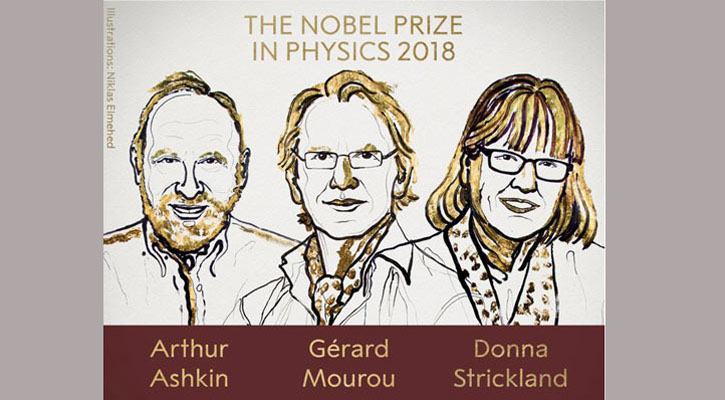 THE NOBEL PRIZE
IN PHYSICS 2018
Illustrations: Niklas Elmehed
Arthur
Ashkin
Gérard
Mourou
Donna
Strickland